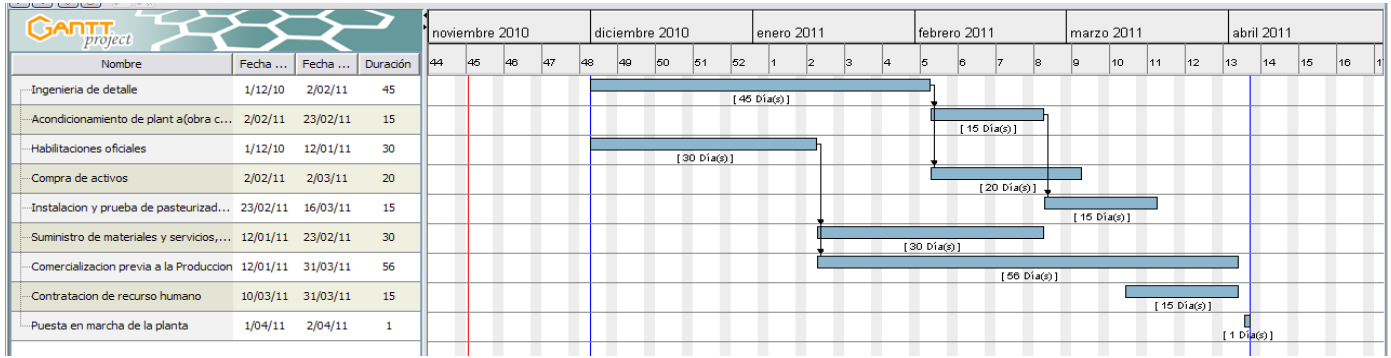 GANTT
project
noviembre 2010 diciembre 2010 enero 2011 febrero 2011 marzo 2011 abril 2011
Nombre Fecha ... Fecha ... Duración 44 45 46 47 48 49 50 51 52 1 2 3 4 5 6 7 8 9 10 11 12 13 14 15 16
Ingenieria de detalle 1/12/10 2/02/11 45
[ 45 Día(s) ]
Acondicionamiento de plant a(obra c... 2/02/11 23/02/11 15
[ 15 Día(s) ]
Habilitaciones oficiales 1/12/10 12/01/11 30
[ 30 Día(s) ]
Compra de activos 2/02/11 2/03/11 20
[ 20 Día(s) ]
Instalacion y prueba de pasteurizad... 23/02/11 16/03/11 15
[ 15 Día(s) ]
Suministro de materiales y servicios,... 12/01/11 23/02/11 30
[ 30 Día(s) ]
Comercializacion previa a la Produccion 12/01/11 31/03/11 56
[ 56 Día(s) ]
Contratacion de recurso humano 10/03/11 31/03/11 15
[ 15 Día(s) ]
Puesta en marcha de la planta 1/04/11 2/04/11 1
[ 1 Día(s) ]